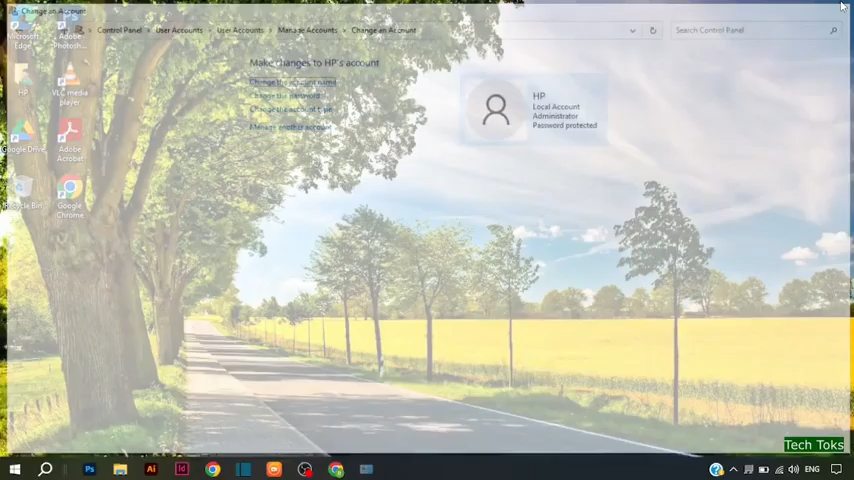 Change an Account
Control Panel > User Accounts > User Accounts > Manage Accounts > Change an Account
Search Control Panel
Make changes to HP's account
Change the account name
Change the password
Change the account type
Manage another account
HP
Local Account
Administrator
Password protected
Microsoft
Edge
Adobe
Photosh...
HP
VLC media
player
Google Drive
Adobe
Acrobat
Recycle Bin
Google
Chrome
Tech Toks
Ps
Ai
Id
ENG